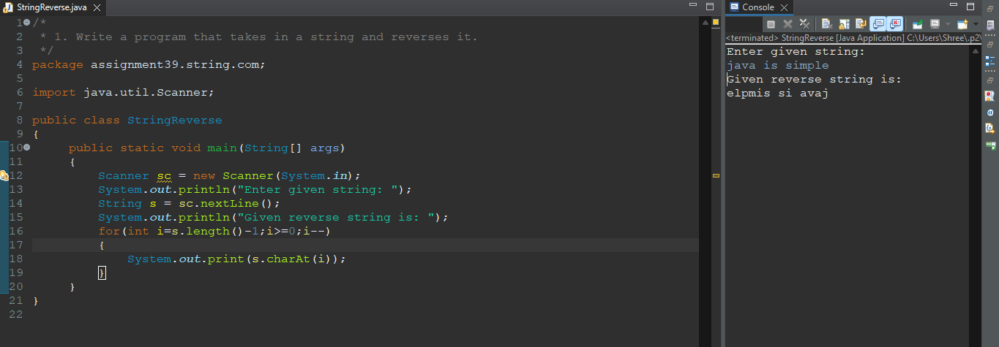 StringReverse.java
1 /*
2  * 1. Write a program that takes in a string and reverses it.
3  */
4 package assignment39.string.com;
5
6 import java.util.Scanner;
7
8 public class StringReverse
9 {
10     public static void main(String[] args)
11     {
12         Scanner sc = new Scanner(System.in);
13         System.out.println("Enter given string: ");
14         String s = sc.nextLine();
15         System.out.println("Given reverse string is: ");
16         for(int i=s.length()-1;i>=0;i--)
17         {
18             System.out.print(s.charAt(i));
19         }
20     }
21 }
22
Console
<terminated> StringReverse [Java Application] C:\Users\Shree\.p2\
Enter given string:
java is simple
Given reverse string is:
elpmis si avaj